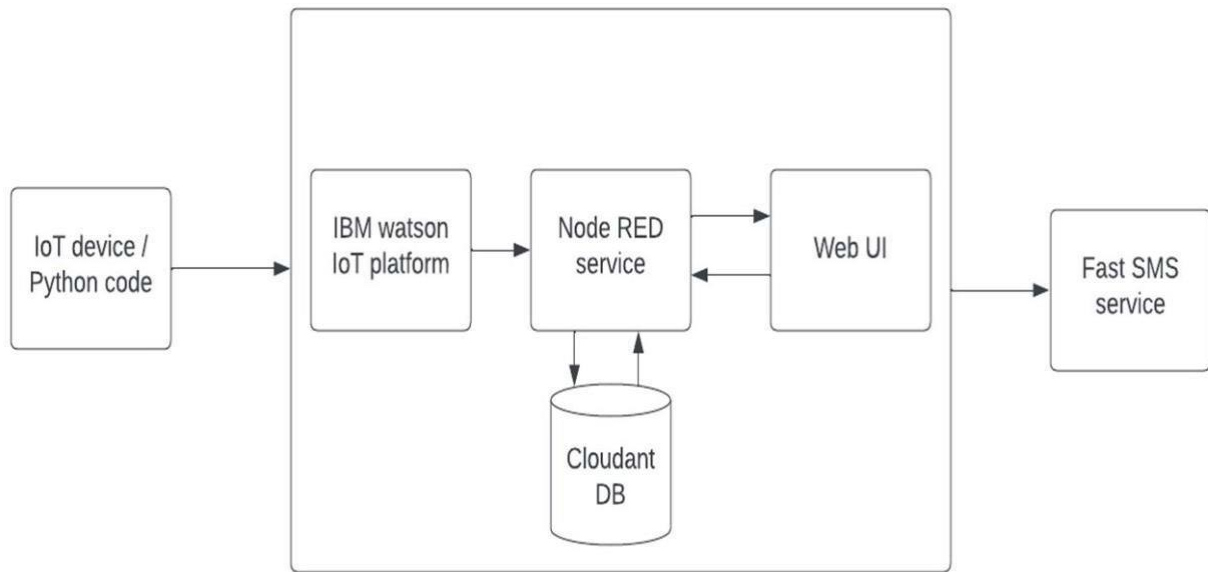 IoT device /
Python code
IBM watson
IoT platform
Node RED
service
Web UI
Cloudant
DB
Fast SMS
service